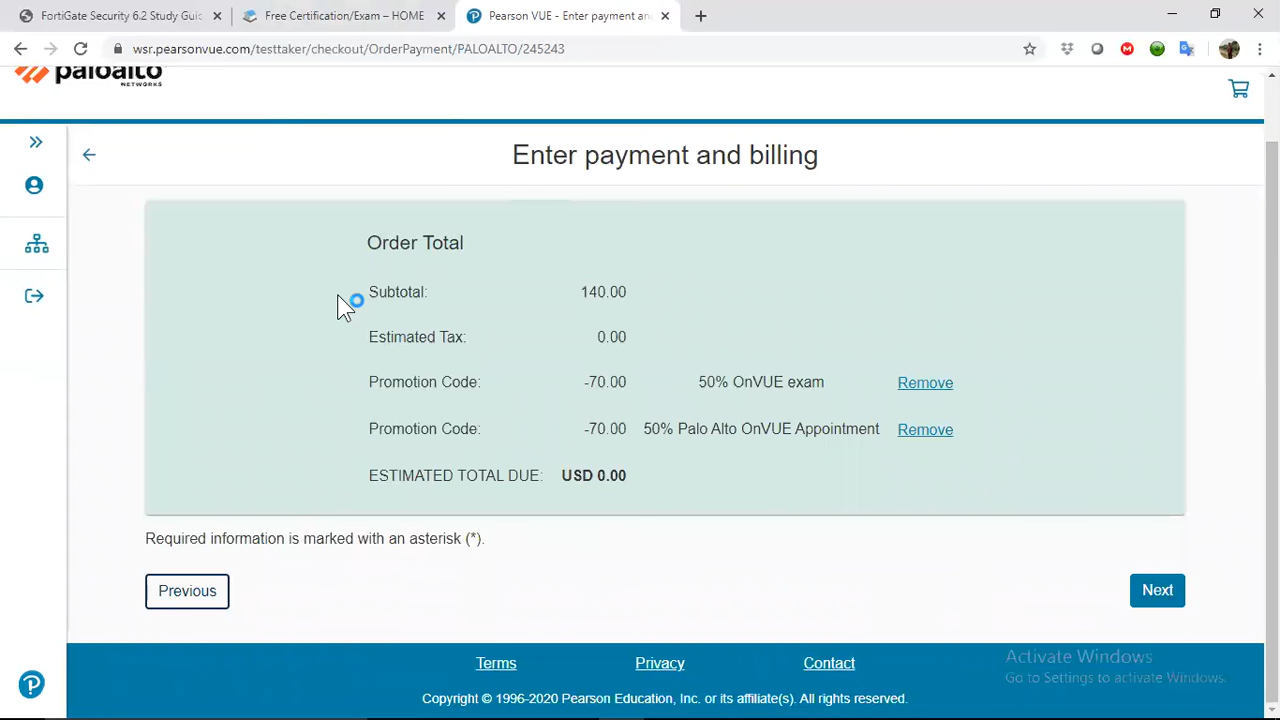 FortiGate Security 6.2 Study Guid
Free Certification/Exam – HOME
Pearson VUE - Enter payment and
wsr.pearsonvue.com/testtaker/checkout/OrderPayment/PALOALTO/245243
paloalto
NETWORKS
Enter payment and billing
Order Total
Subtotal: 140.00
Estimated Tax: 0.00
Promotion Code: -70.00 50% OnVUE exam Remove
Promotion Code: -70.00 50% Palo Alto OnVUE Appointment Remove
ESTIMATED TOTAL DUE: USD 0.00
Required information is marked with an asterisk (*).
Previous
Next
Terms Privacy Contact
Activate Windows
Go to Settings to activate Windows.
Copyright © 1996-2020 Pearson Education, Inc. or its affiliate(s). All rights reserved.